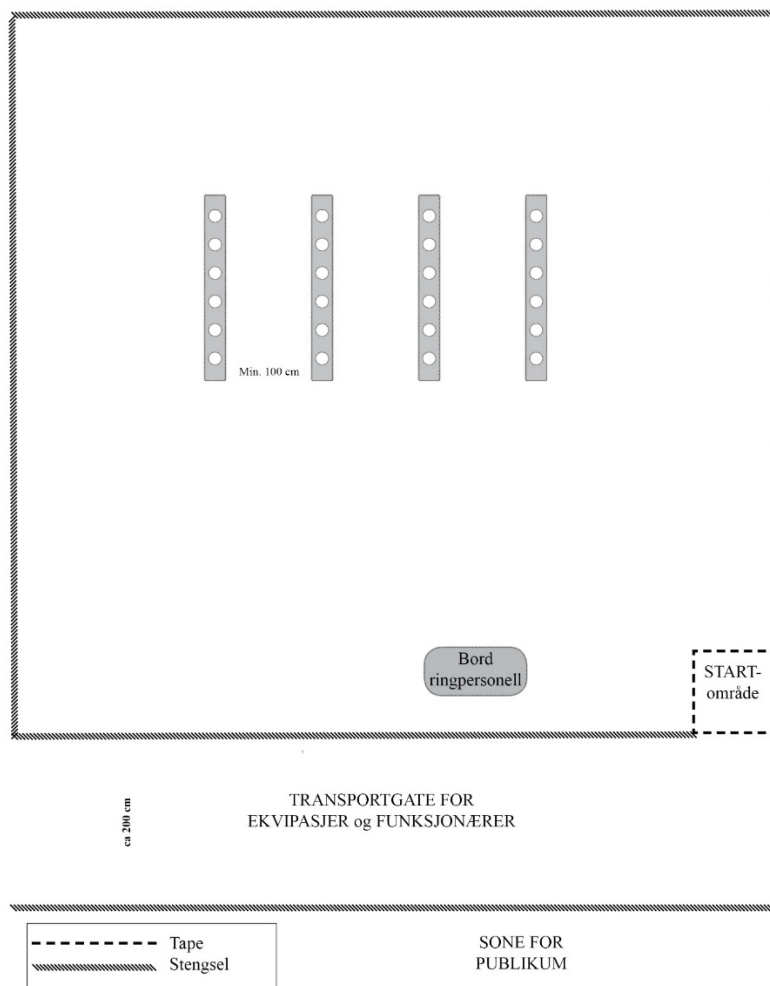 Min. 100 cm
Bord
ringpersonell
START-
område
ca 200 cm
TRANSPORTGATE FOR
EKVIPASJER og FUNKSJONÆRER
Tape
Stengsel
SONE FOR
PUBLIKUM